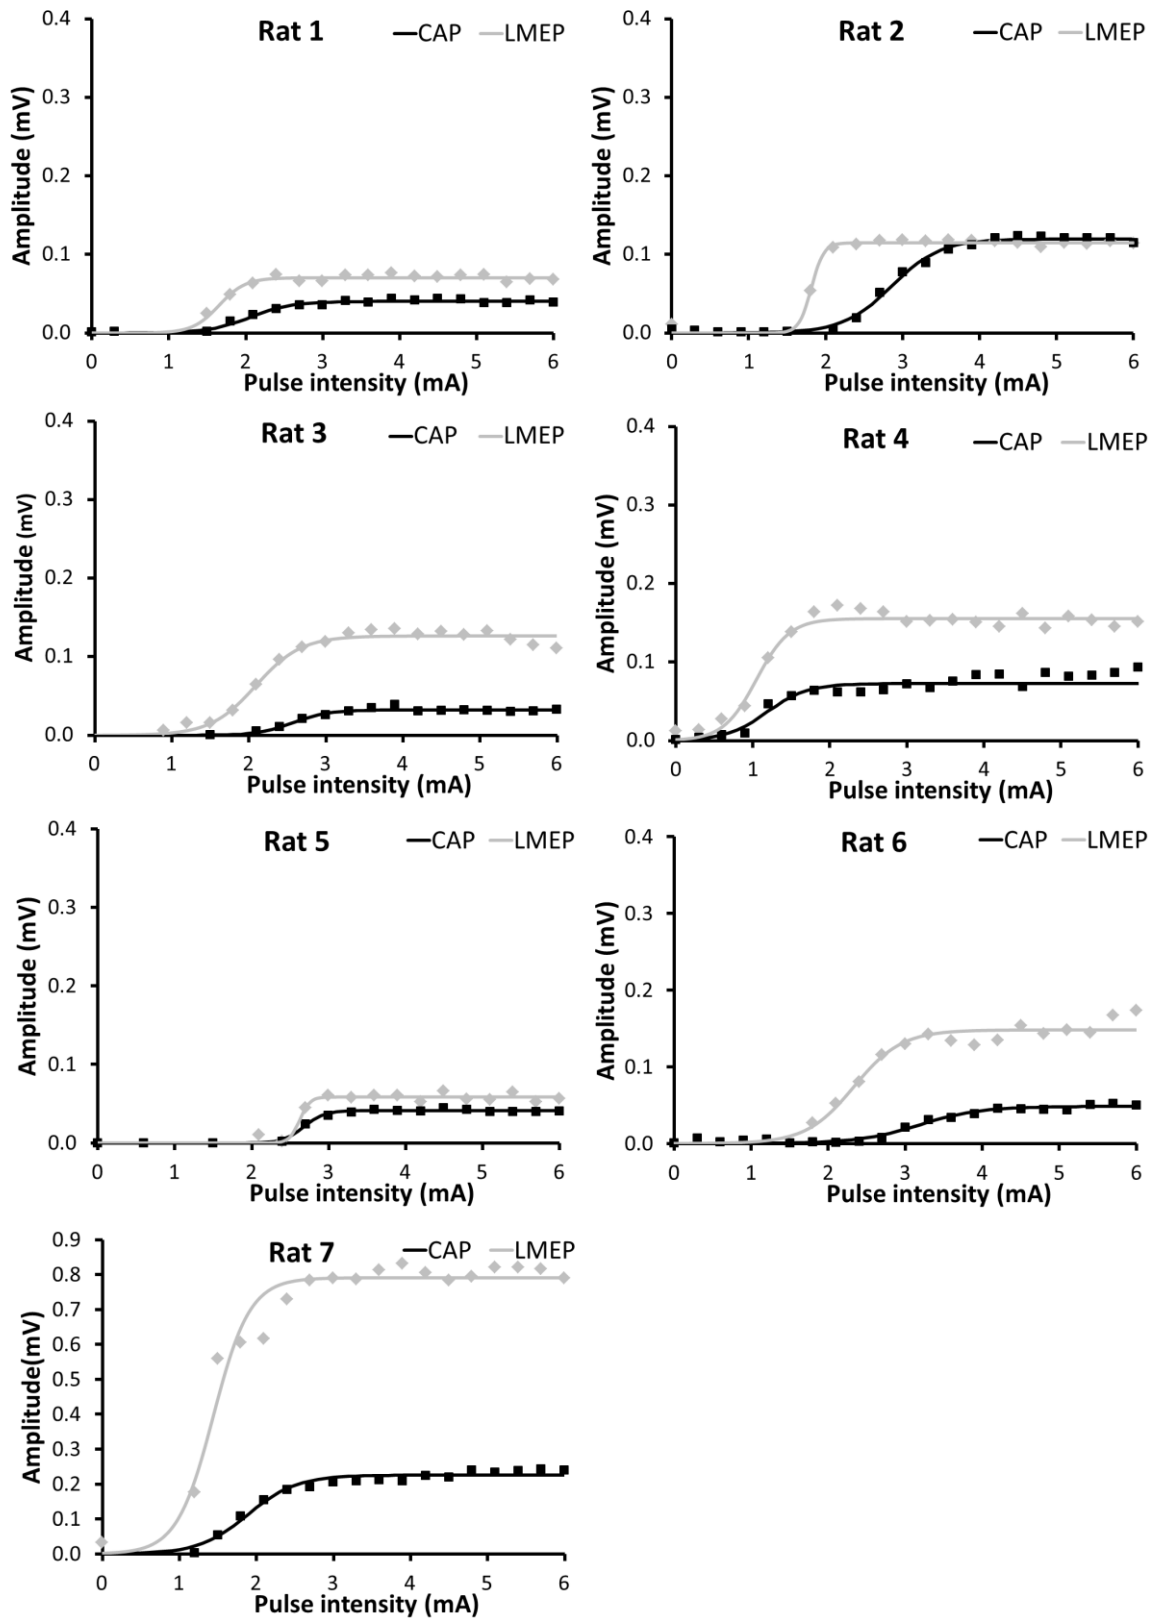 Rat 1
CAP LMEP
Amplitude (mV)
0.4
0.3
0.2
0.1
0.0
0 1 2 3 4 5 6
Pulse intensity (mA)
Rat 2
CAP LMEP
Amplitude (mV)
0.4
0.3
0.2
0.1
0.0
0 1 2 3 4 5 6
Pulse intensity (mA)
Rat 3
CAP LMEP
Amplitude (mV)
0.4
0.3
0.2
0.1
0.0
0 1 2 3 4 5 6
Pulse intensity (mA)
Rat 4
CAP LMEP
Amplitude (mV)
0.4
0.3
0.2
0.1
0.0
0 1 2 3 4 5 6
Pulse intensity (mA)
Rat 5
CAP LMEP
Amplitude (mV)
0.4
0.3
0.2
0.1
0.0
0 1 2 3 4 5 6
Pulse intensity (mA)
Rat 6
CAP LMEP
Amplitude (mV)
0.4
0.3
0.2
0.1
0.0
0 1 2 3 4 5 6
Pulse intensity (mA)
Rat 7
CAP LMEP
Amplitude(mV)
0.9
0.8
0.7
0.6
0.5
0.4
0.3
0.2
0.1
0.0
0 1 2 3 4 5 6
Pulse intensity (mA)